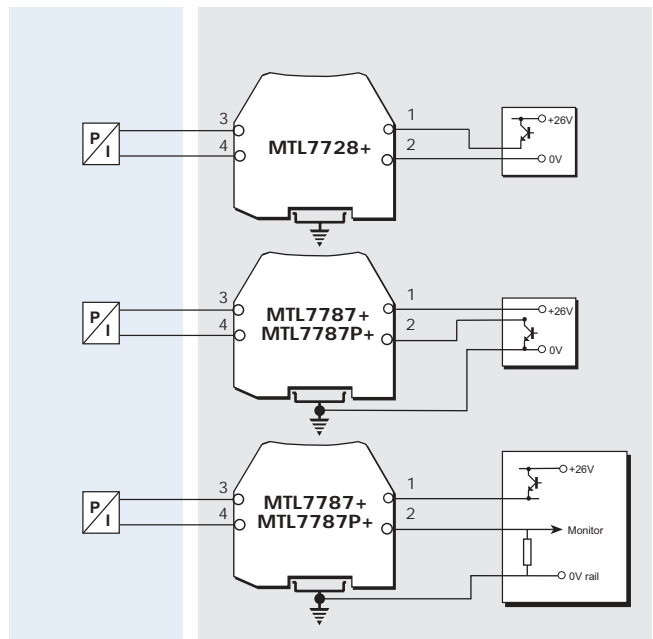 1
3
P
I
4
MTL7728+
2
+26V
0V
1
3
P
I
4
MTL7787+
MTL7787P+
2
+26V
0V
1
3
P
I
4
MTL7787+
MTL7787P+
2
+26V
Monitor
0V rail